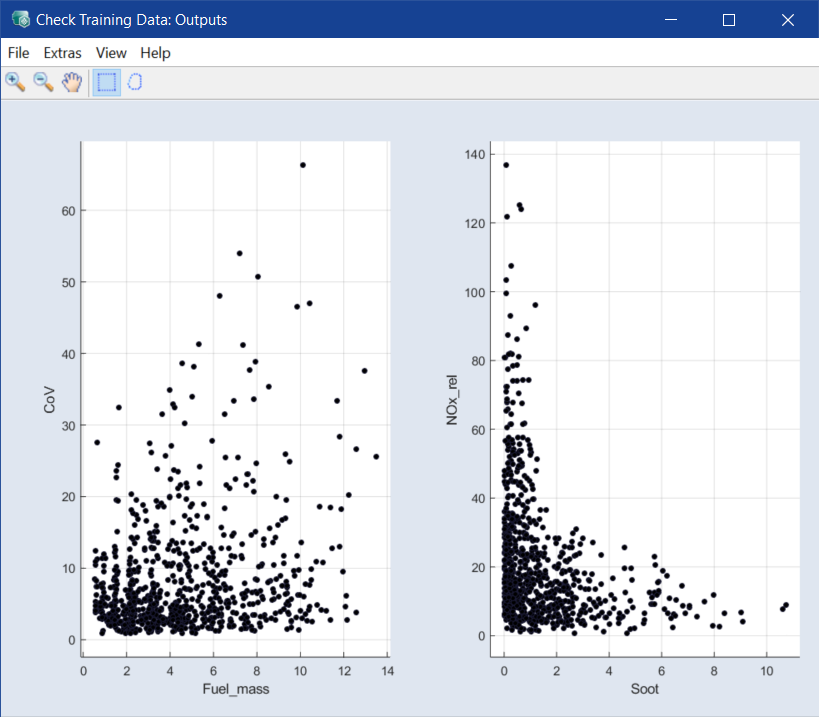 Check Training Data: Outputs
File Extras View Help
60
50
40
30
20
10
0
CoV
0 2 4 6 8 10 12 14
Fuel_mass
140
120
100
80
60
40
20
0
NOx_rel
0 2 4 6 8 10
Soot